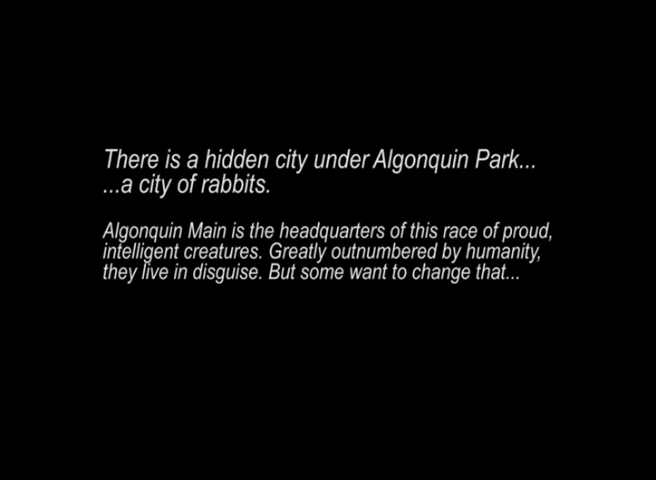 There is a hidden city under Algonquin Park...
...a city of rabbits.
Algonquin Main is the headquarters of this race of proud,
intelligent creatures. Greatly outnumbered by humanity,
they live in disguise. But some want to change that...